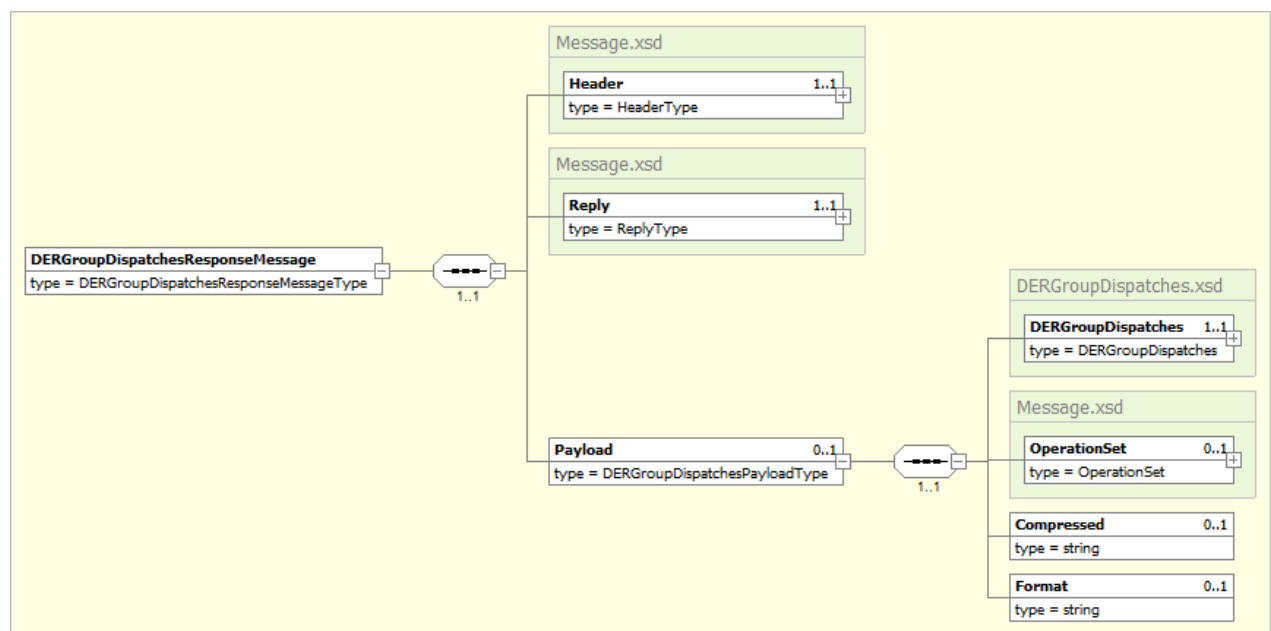 Message.xsd
Header 1..1
type = HeaderType
Message.xsd
Reply 1..1
type = ReplyType
DERGroupDispatchesResponseMessage
type = DERGroupDispatchesResponseMessageType
1..1
DERGroupDispatches.xsd
DERGroupDispatches 1..1
type = DERGroupDispatches
Message.xsd
Payload 0..1
type = DERGroupDispatchesPayloadType
1..1
OperationSet 0..1
type = OperationSet
Compressed 0..1
type = string
Format 0..1
type = string